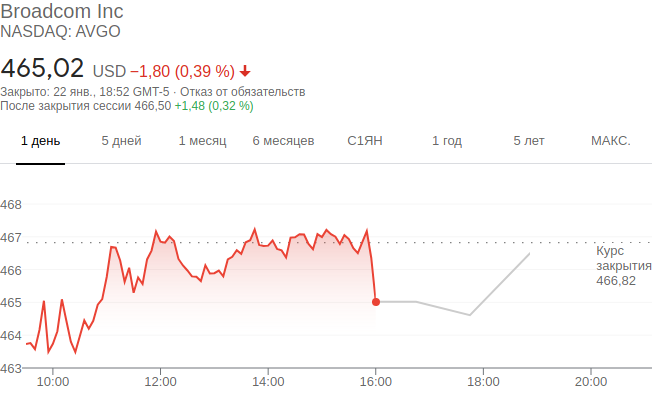 Broadcom Inc
NASDAQ: AVGO
465,02 USD −1,80 (0,39 %)
Закрыто: 22 янв., 18:52 GMT-5 · Отказ от обязательств
После закрытия сессии 466,50 +1,48 (0,32 %)
1 день 5 дней 1 месяц 6 месяцев С1ЯН 1 год 5 лет МАКС.
468
467
466
465
464
463
Курс
закрытия
466,82
10:00 12:00 14:00 16:00 18:00 20:00